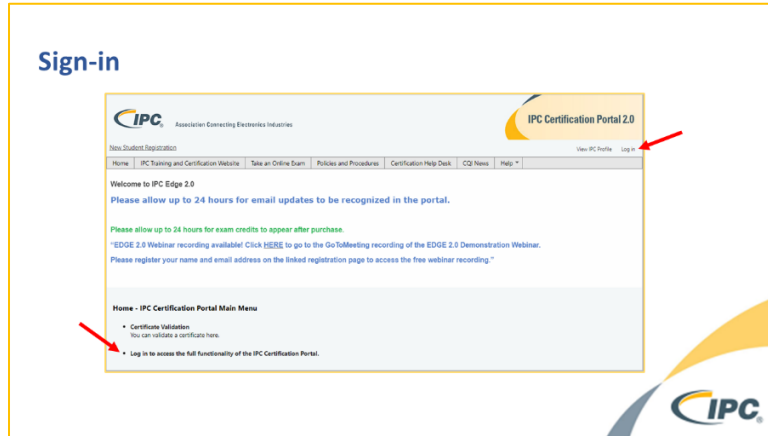 Sign-in
IPC® Association Connecting Electronics Industries
IPC Certification Portal 2.0
New Student Registration
View IPC Profile Log in
Home IPC Training and Certification Website Take an Online Exam Policies and Procedures Certification Help Desk CQI News Help
Welcome to IPC Edge 2.0
Please allow up to 24 hours for email updates to be recognized in the portal.
Please allow up to 24 hours for exam credits to appear after purchase.
"EDGE 2.0 Webinar recording available! Click HERE to go to the GoToMeeting recording of the EDGE 2.0 Demonstration Webinar.
Please register your name and email address on the linked registration page to access the free webinar recording."
Home - IPC Certification Portal Main Menu
• Certificate Validation
You can validate a certificate here.
• Log in to access the full functionality of the IPC Certification Portal.
IPC®